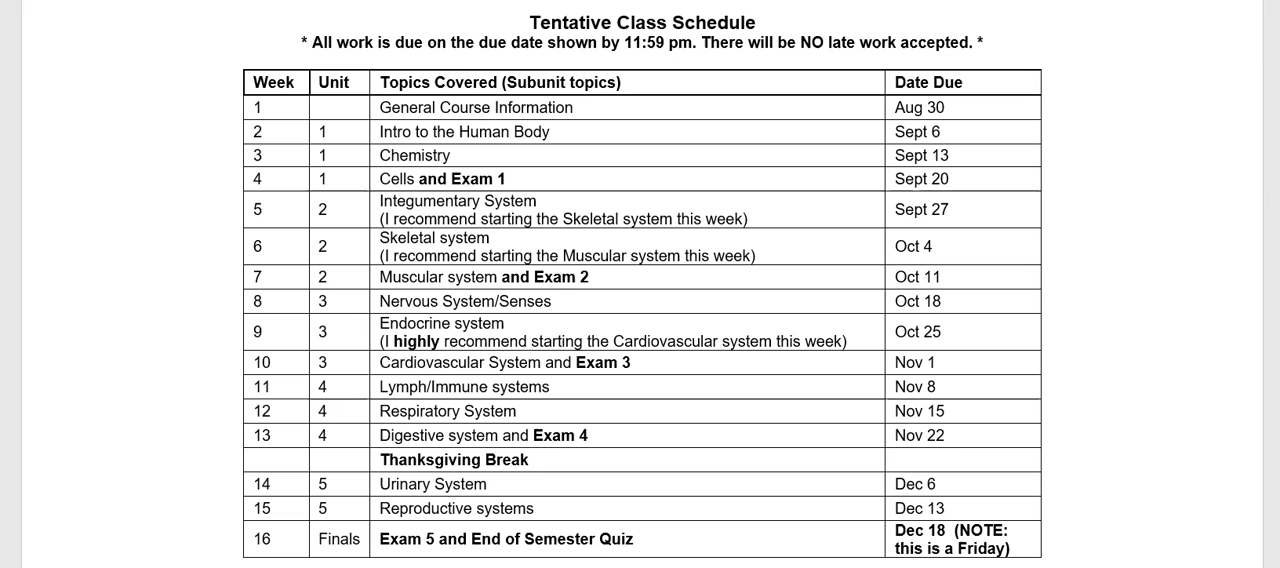 Tentative Class Schedule
* All work is due on the due date shown by 11:59 pm. There will be NO late work accepted. *
Week Unit Topics Covered (Subunit topics) Date Due
1 General Course Information Aug 30
2 1 Intro to the Human Body Sept 6
3 1 Chemistry Sept 13
4 1 Cells and Exam 1 Sept 20
5 2 Integumentary System Sept 27
(I recommend starting the Skeletal system this week)
6 2 Skeletal system Oct 4
(I recommend starting the Muscular system this week)
7 2 Muscular system and Exam 2 Oct 11
8 3 Nervous System/Senses Oct 18
9 3 Endocrine system Oct 25
(I highly recommend starting the Cardiovascular system this week)
10 3 Cardiovascular System and Exam 3 Nov 1
11 4 Lymph/Immune systems Nov 8
12 4 Respiratory System Nov 15
13 4 Digestive system and Exam 4 Nov 22
Thanksgiving Break
14 5 Urinary System Dec 6
15 5 Reproductive systems Dec 13
16 Finals Exam 5 and End of Semester Quiz Dec 18 (NOTE:
this is a Friday)